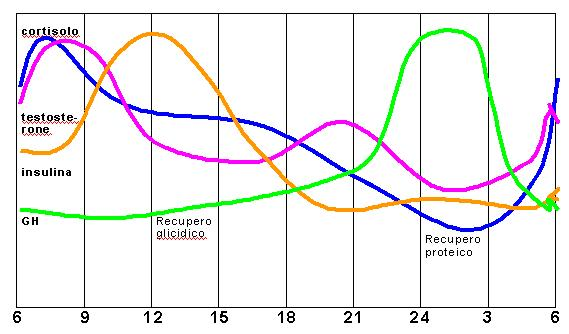 cortisolo
testoste-
rone
insulina
GH
Recupero
glicidico
Recupero
proteico
6 9 12 15 18 21 24 3 6